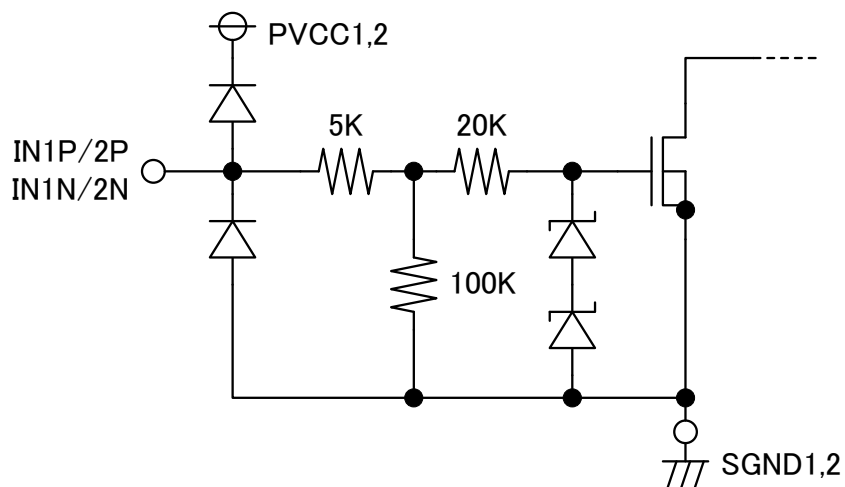 PVCC1,2
5K
20K
IN1P/2P
IN1N/2N
100K
SGND1,2